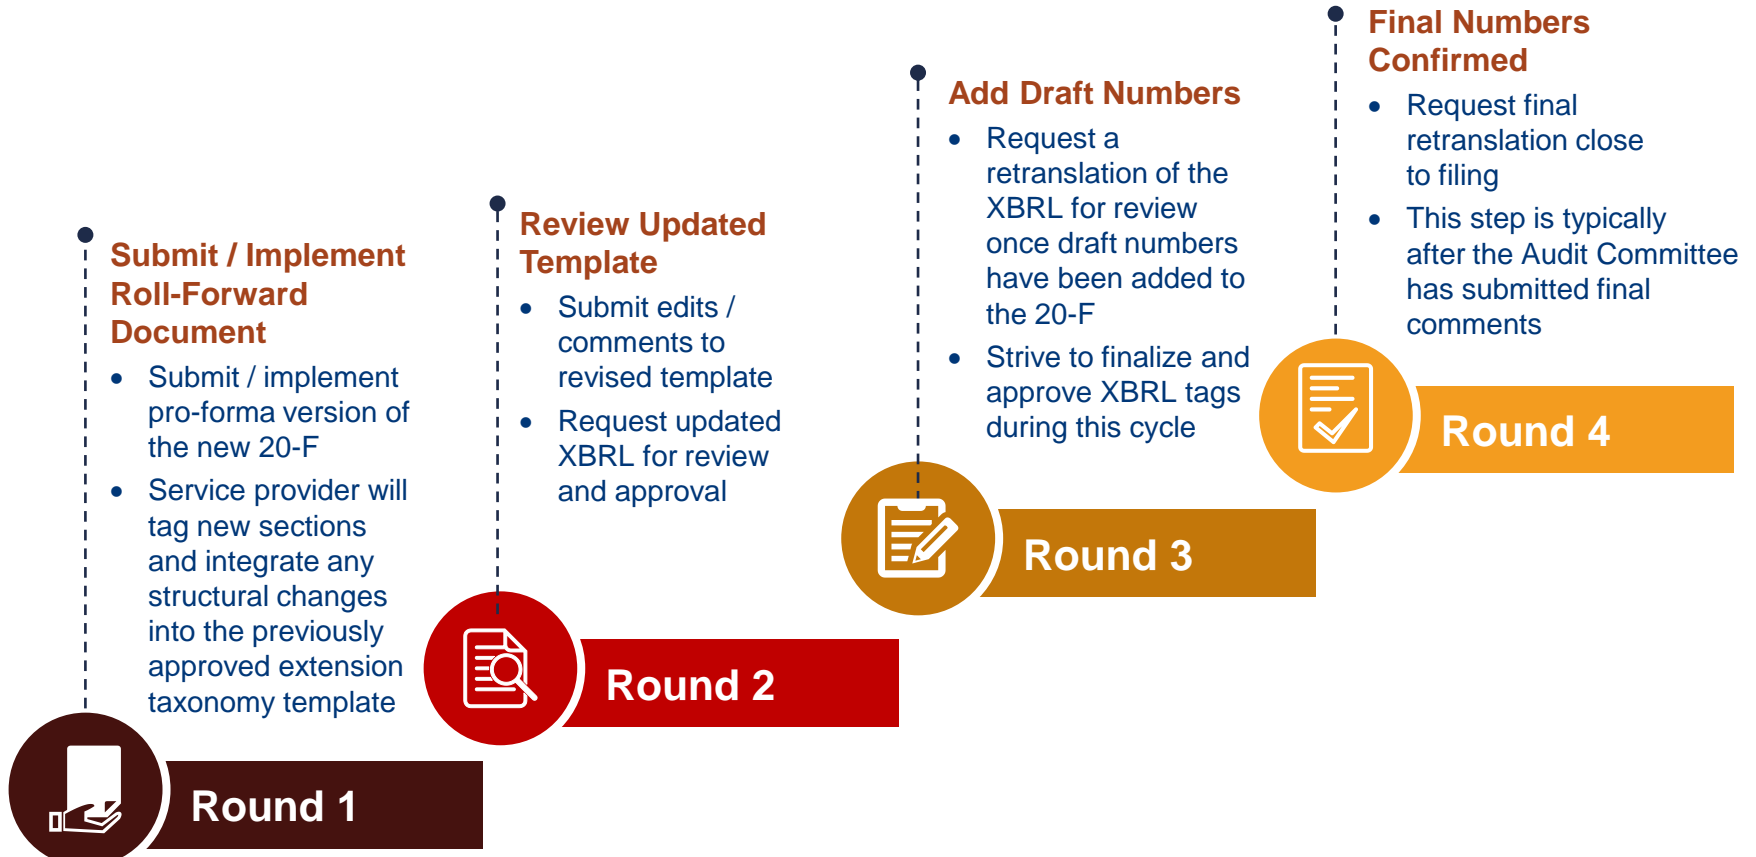 Submit / Implement
Roll-Forward
Document
• Submit / implement
pro-forma version of
the new 20-F
• Service provider will
tag new sections
and integrate any
structural changes
into the previously
approved extension
taxonomy template
Round 1
Review Updated
Template
• Submit edits /
comments to
revised template
• Request updated
XBRL for review
and approval
Round 2
Add Draft Numbers
• Request a
retranslation of the
XBRL for review
once draft numbers
have been added to
the 20-F
• Strive to finalize and
approve XBRL tags
during this cycle
Round 3
Final Numbers
Confirmed
• Request final
retranslation close
to filing
• This step is typically
after the Audit Committee
has submitted final
comments
Round 4